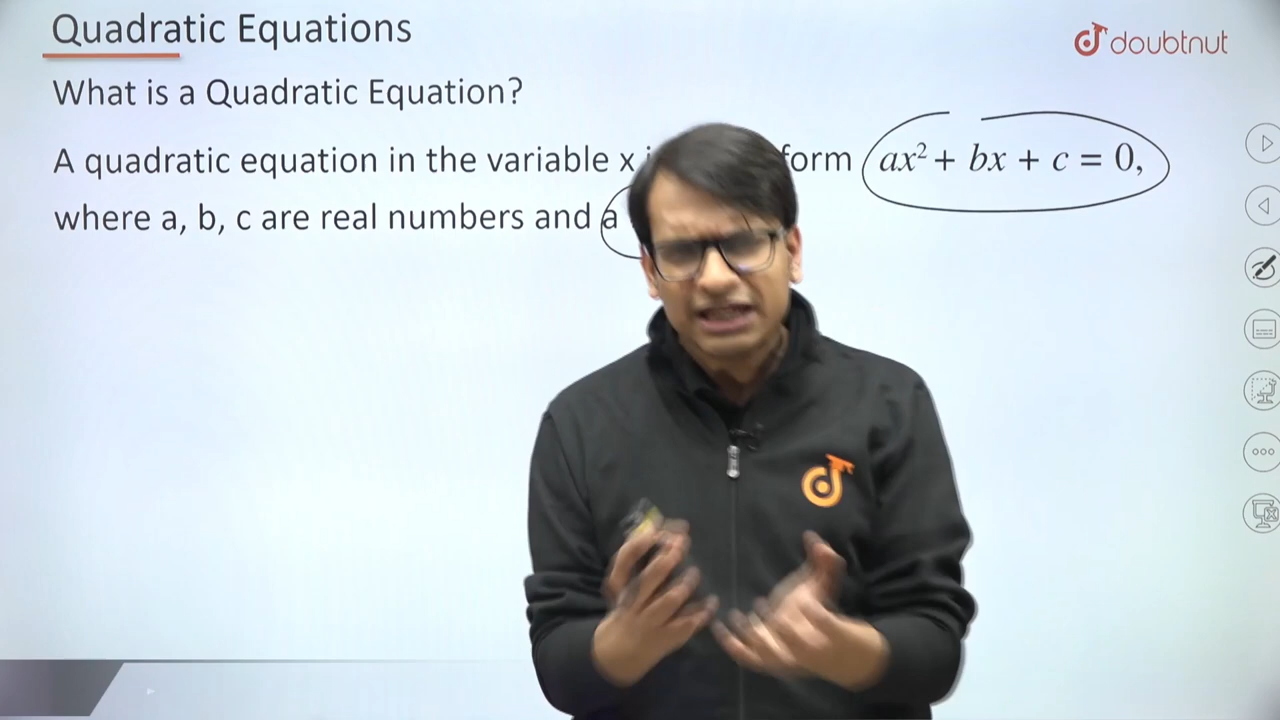 Quadratic Equations
doubtnut
What is a Quadratic Equation?
A quadratic equation in the variable x form ax² + bx + c = 0,
where a, b, c are real numbers and a